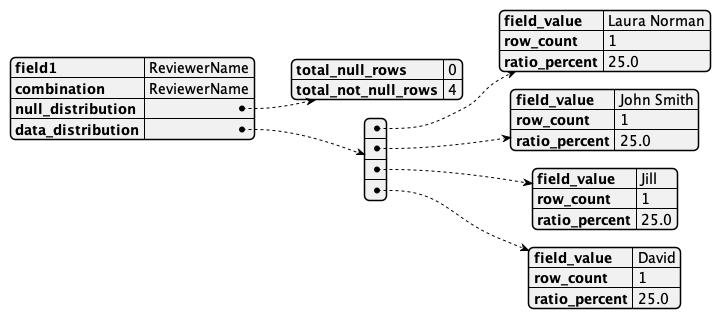 field1 ReviewerName
combination ReviewerName
null_distribution
data_distribution
total_null_rows 0
total_not_null_rows 4
field_value Laura Norman
row_count 1
ratio_percent 25.0
field_value John Smith
row_count 1
ratio_percent 25.0
field_value Jill
row_count 1
ratio_percent 25.0
field_value David
row_count 1
ratio_percent 25.0